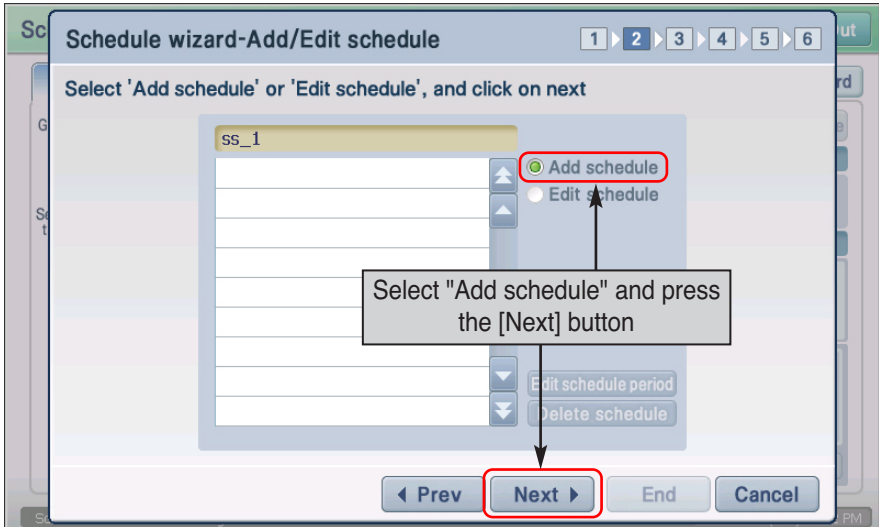 Schedule wizard-Add/Edit schedule
1 2 3 4 5 6
Select 'Add schedule' or 'Edit schedule', and click on next
ss_1
Add schedule
Edit schedule
Select "Add schedule" and press
the [Next] button
Edit schedule period
Delete schedule
Prev
Next
End
Cancel
PM